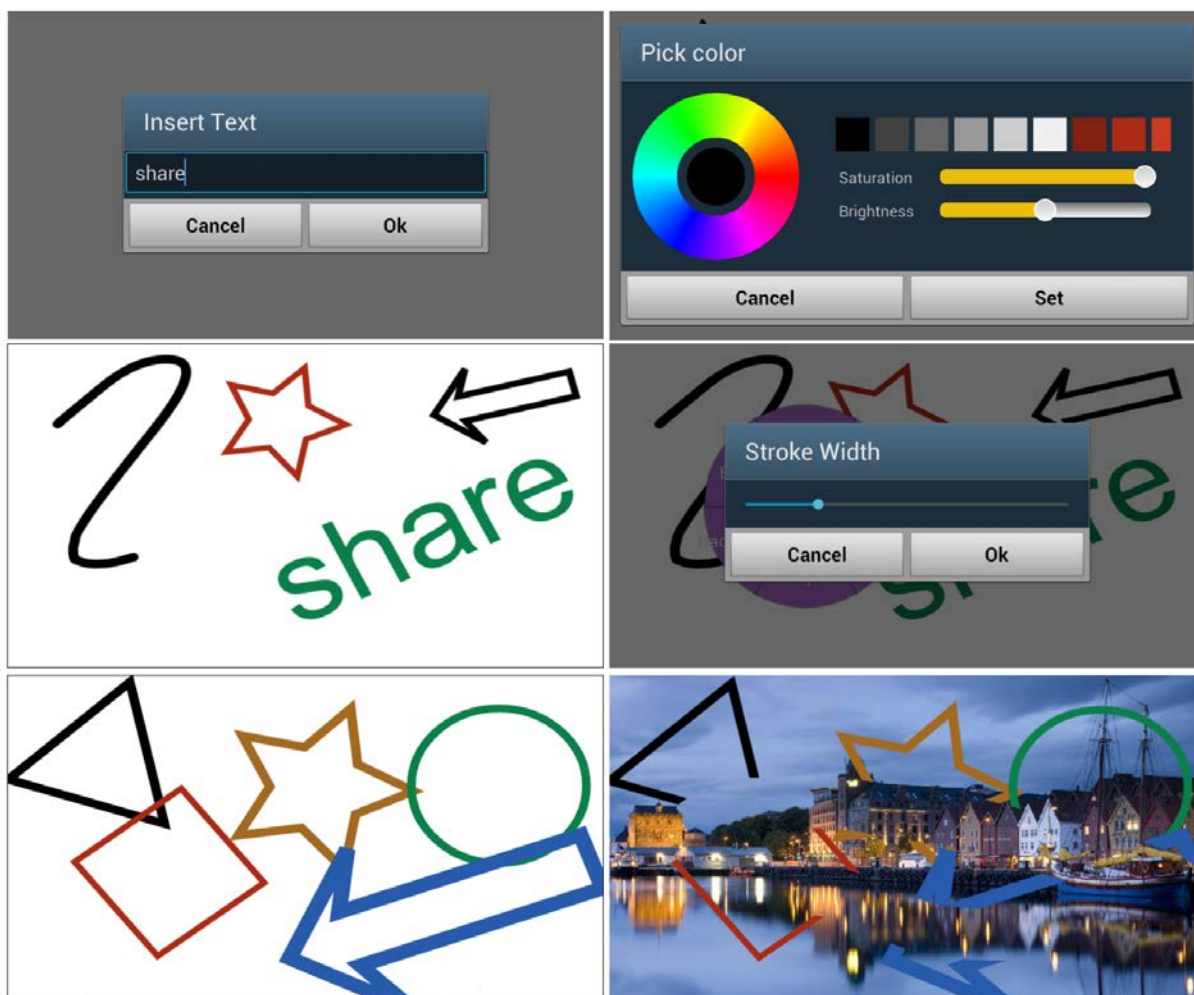 Insert Text
share
Cancel
Ok
Pick color
Saturation
Brightness
Cancel
Set
share
Stroke Width
Cancel
Ok